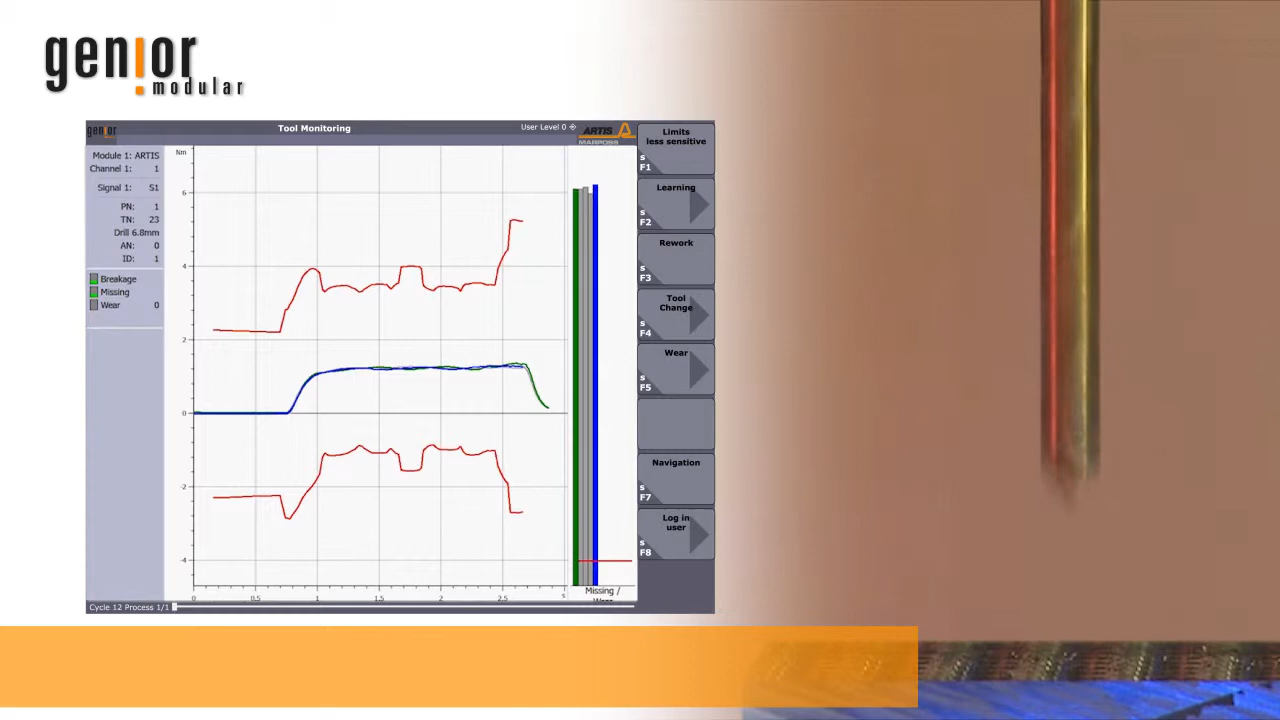 genior
modular
genior
Tool Monitoring
User Level 0
ARTIS
MARPOSS
Module 1: ARTIS
Channel 1: 1
Signal 1: S1
PN: 1
TN: 23
Drill 6.8mm
AN: 0
ID: 1
Breakage
Missing
Wear 0
Nm
6
4
2
0
-2
-4
0 0.5 1 1.5 2 2.5 s
Missing /
Cycle 12 Process 1/1
Limits
less sensitive
s
F1
Learning
s
F2
Rework
s
F3
Tool
Change
s
F4
Wear
s
F5
Navigation
s
F7
Log in
user
s
F8